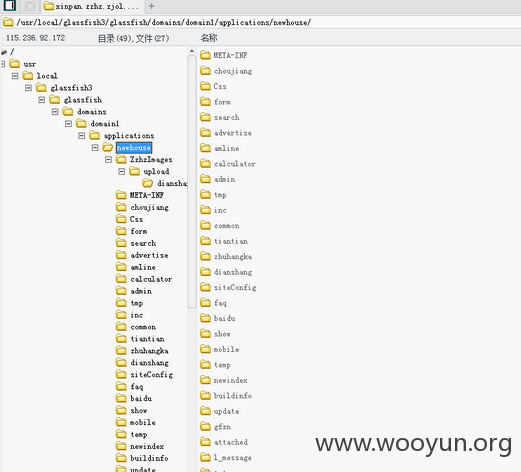 xinpan.zzhz.zjol....
/usr/local/glassfish3/glassfish/domains/domain1/applications/newhouse/
115.236.92.172 目录(49),文件(27) 名称
/
usr
local
glassfish3
glassfish
domains
domain1
applications
newhouse
ZzhzImages
upload
diansha
META-INF
choujiang
Css
form
search
advertise
amline
calculator
admin
tmp
inc
common
tiantian
zhuhangka
dianshang
siteConfig
faq
baidu
show
mobile
temp
newindex
buildinfo
update
META-INF
choujiang
Css
form
search
advertise
amline
calculator
admin
tmp
inc
common
tiantian
zhuhangka
dianshang
siteConfig
faq
baidu
show
mobile
temp
newindex
buildinfo
update
gfzn
attached
l_message
www.wooyun.org